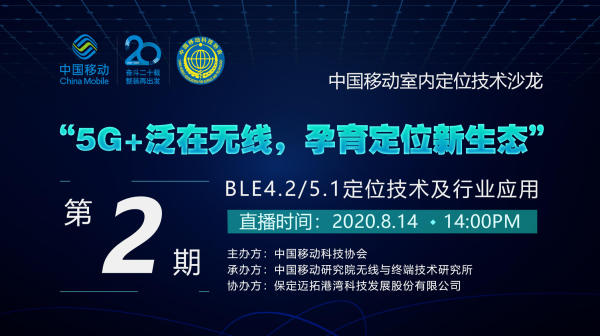 中国移动
China Mobile
20
奋斗二十载
整装再出发
中国移动室内定位技术沙龙
“5G+泛在无线，孕育定位新生态”
第2期
BLE4.2/5.1定位技术及行业应用
直播时间：2020.8.14 · 14:00PM
主办方：中国移动科技协会
承办方：中国移动研究院无线与终端技术研究所
协办方：保定迈拓港湾科技发展股份有限公司